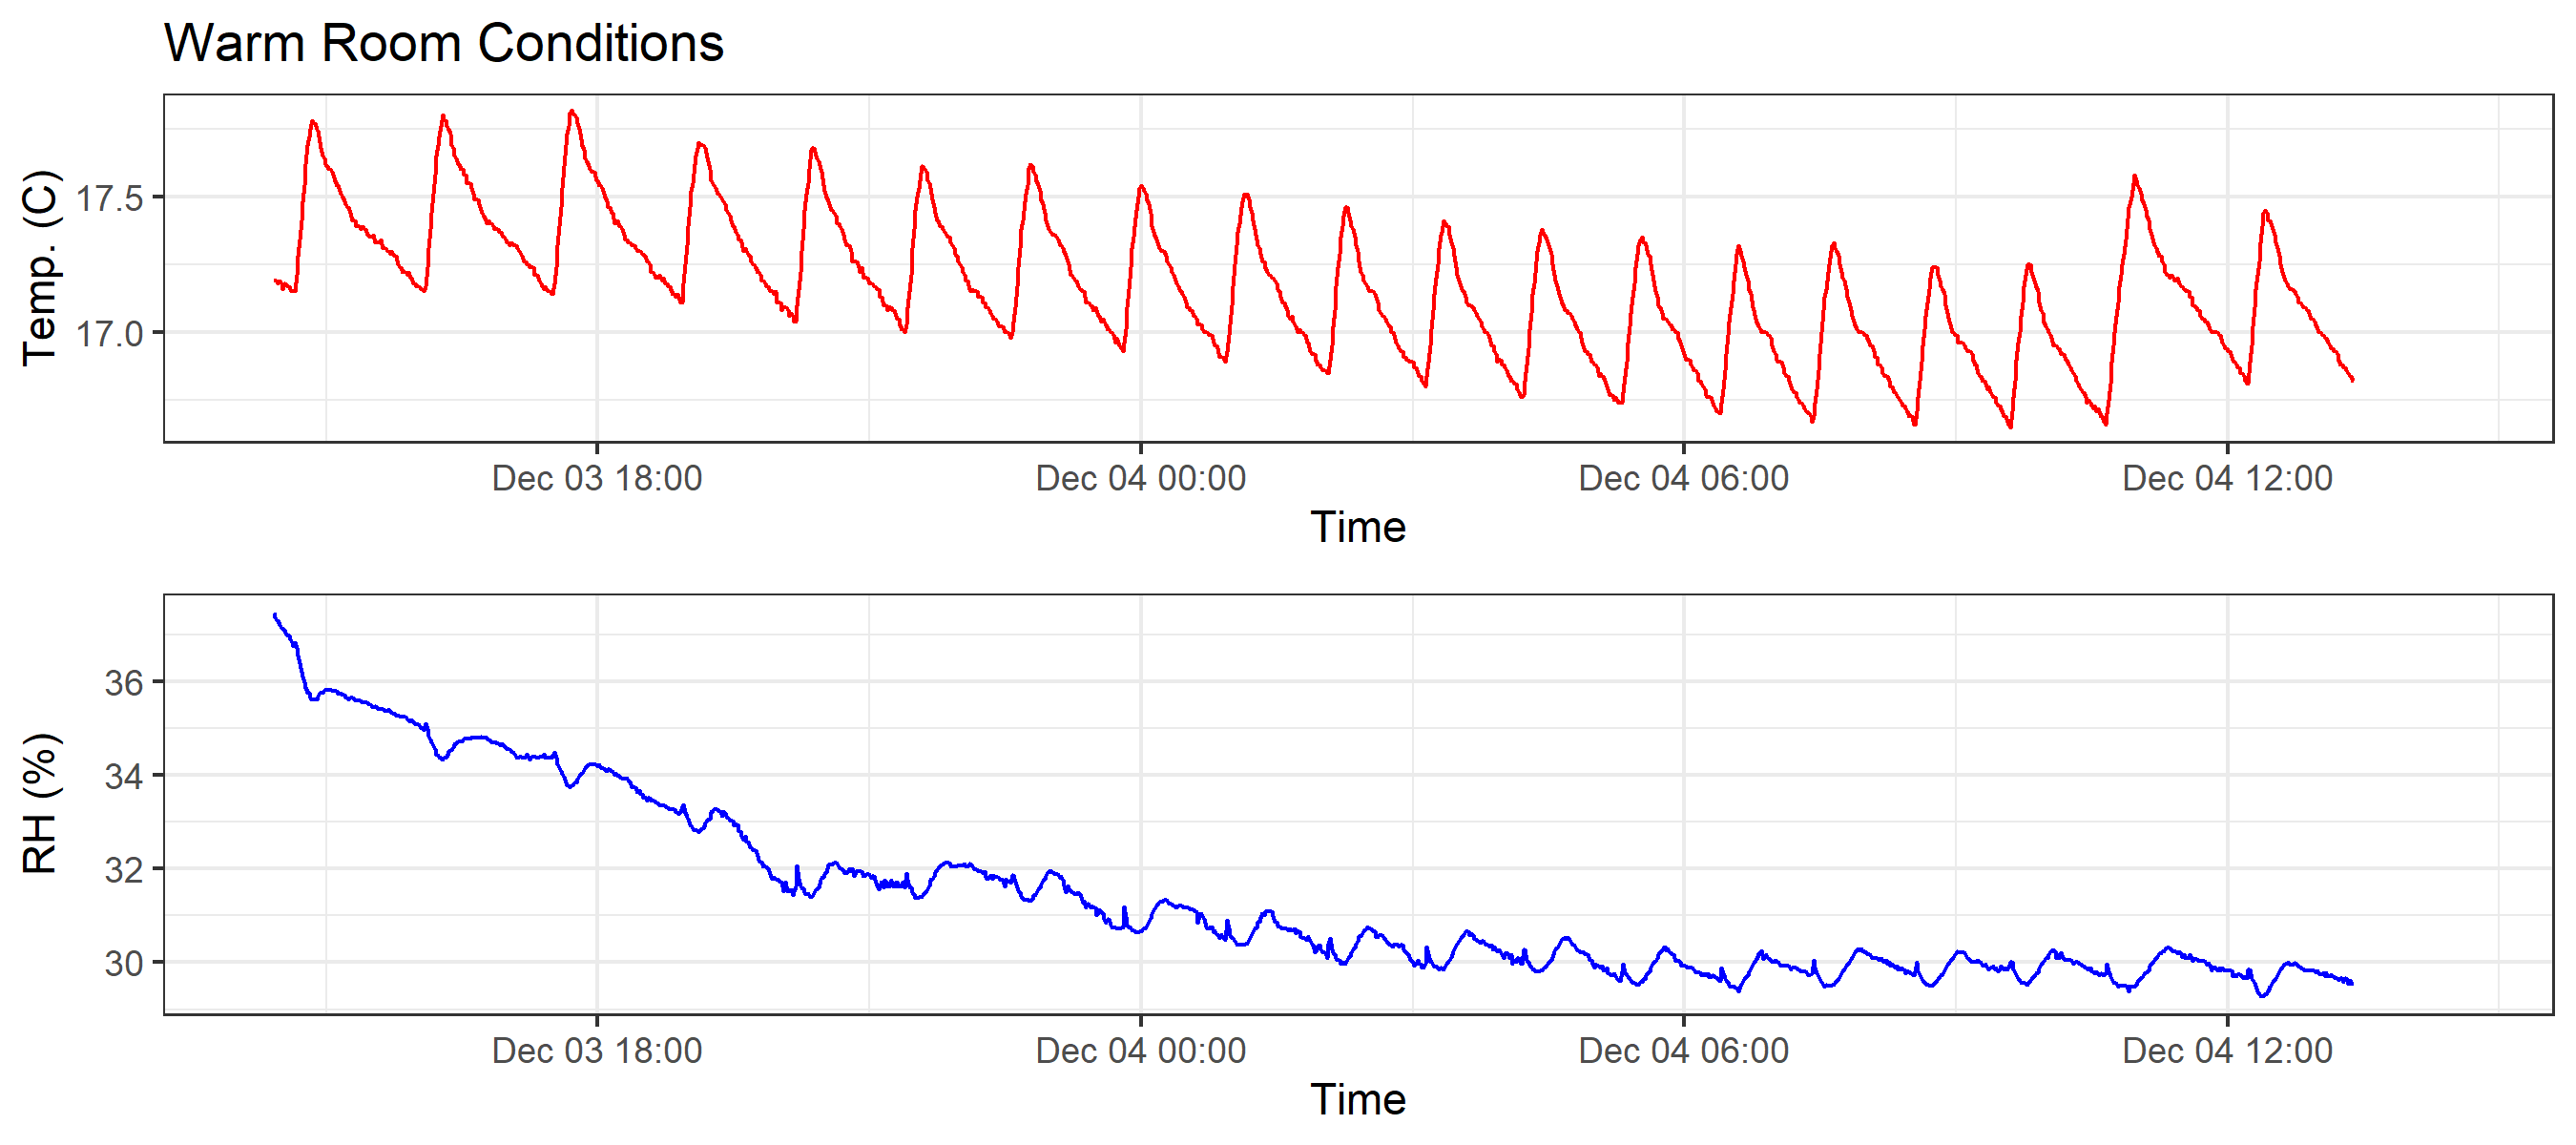 Warm Room Conditions
Temp. (C)
17.5
17.0
Dec 03 18:00 Dec 04 00:00 Dec 04 06:00 Dec 04 12:00
Time
RH (%)
36
34
32
30
Dec 03 18:00 Dec 04 00:00 Dec 04 06:00 Dec 04 12:00
Time